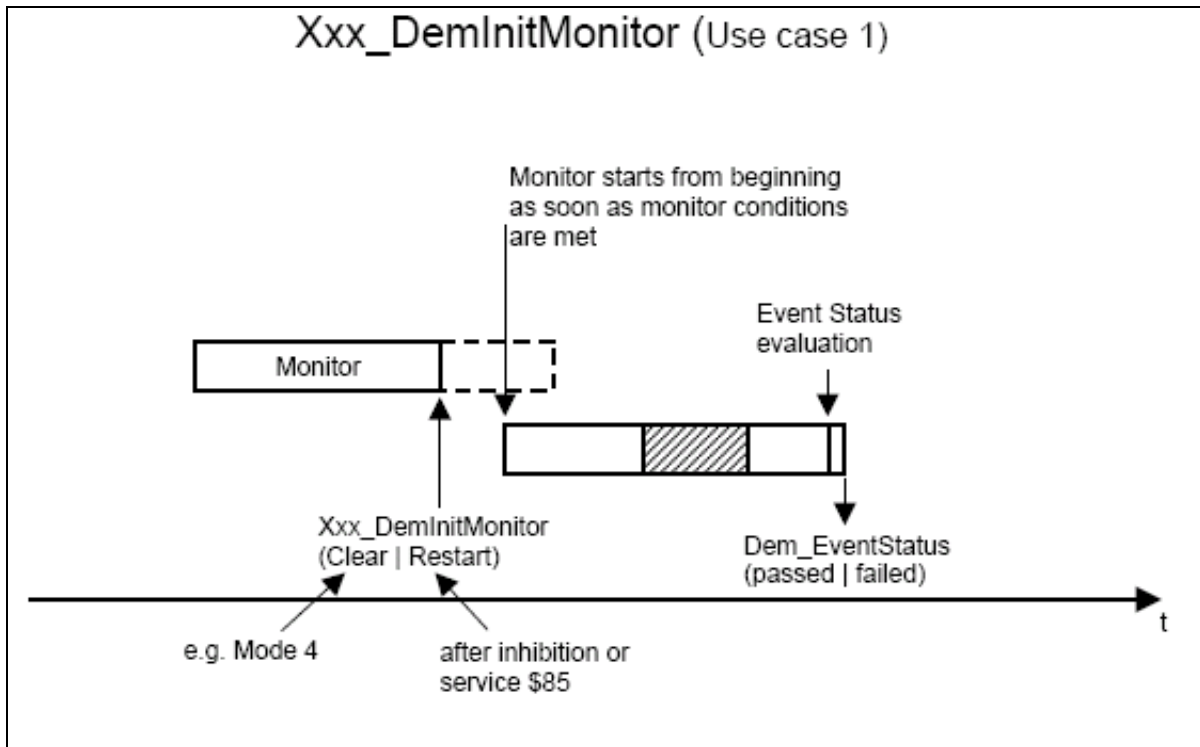 Xxx_DemInitMonitor (Use case 1)
Monitor starts from beginning
as soon as monitor conditions
are met
Event Status
evaluation
Monitor
Xxx_DemInitMonitor
(Clear | Restart)
Dem_EventStatus
(passed | failed)
t
e.g. Mode 4
after inhibition or
service $85